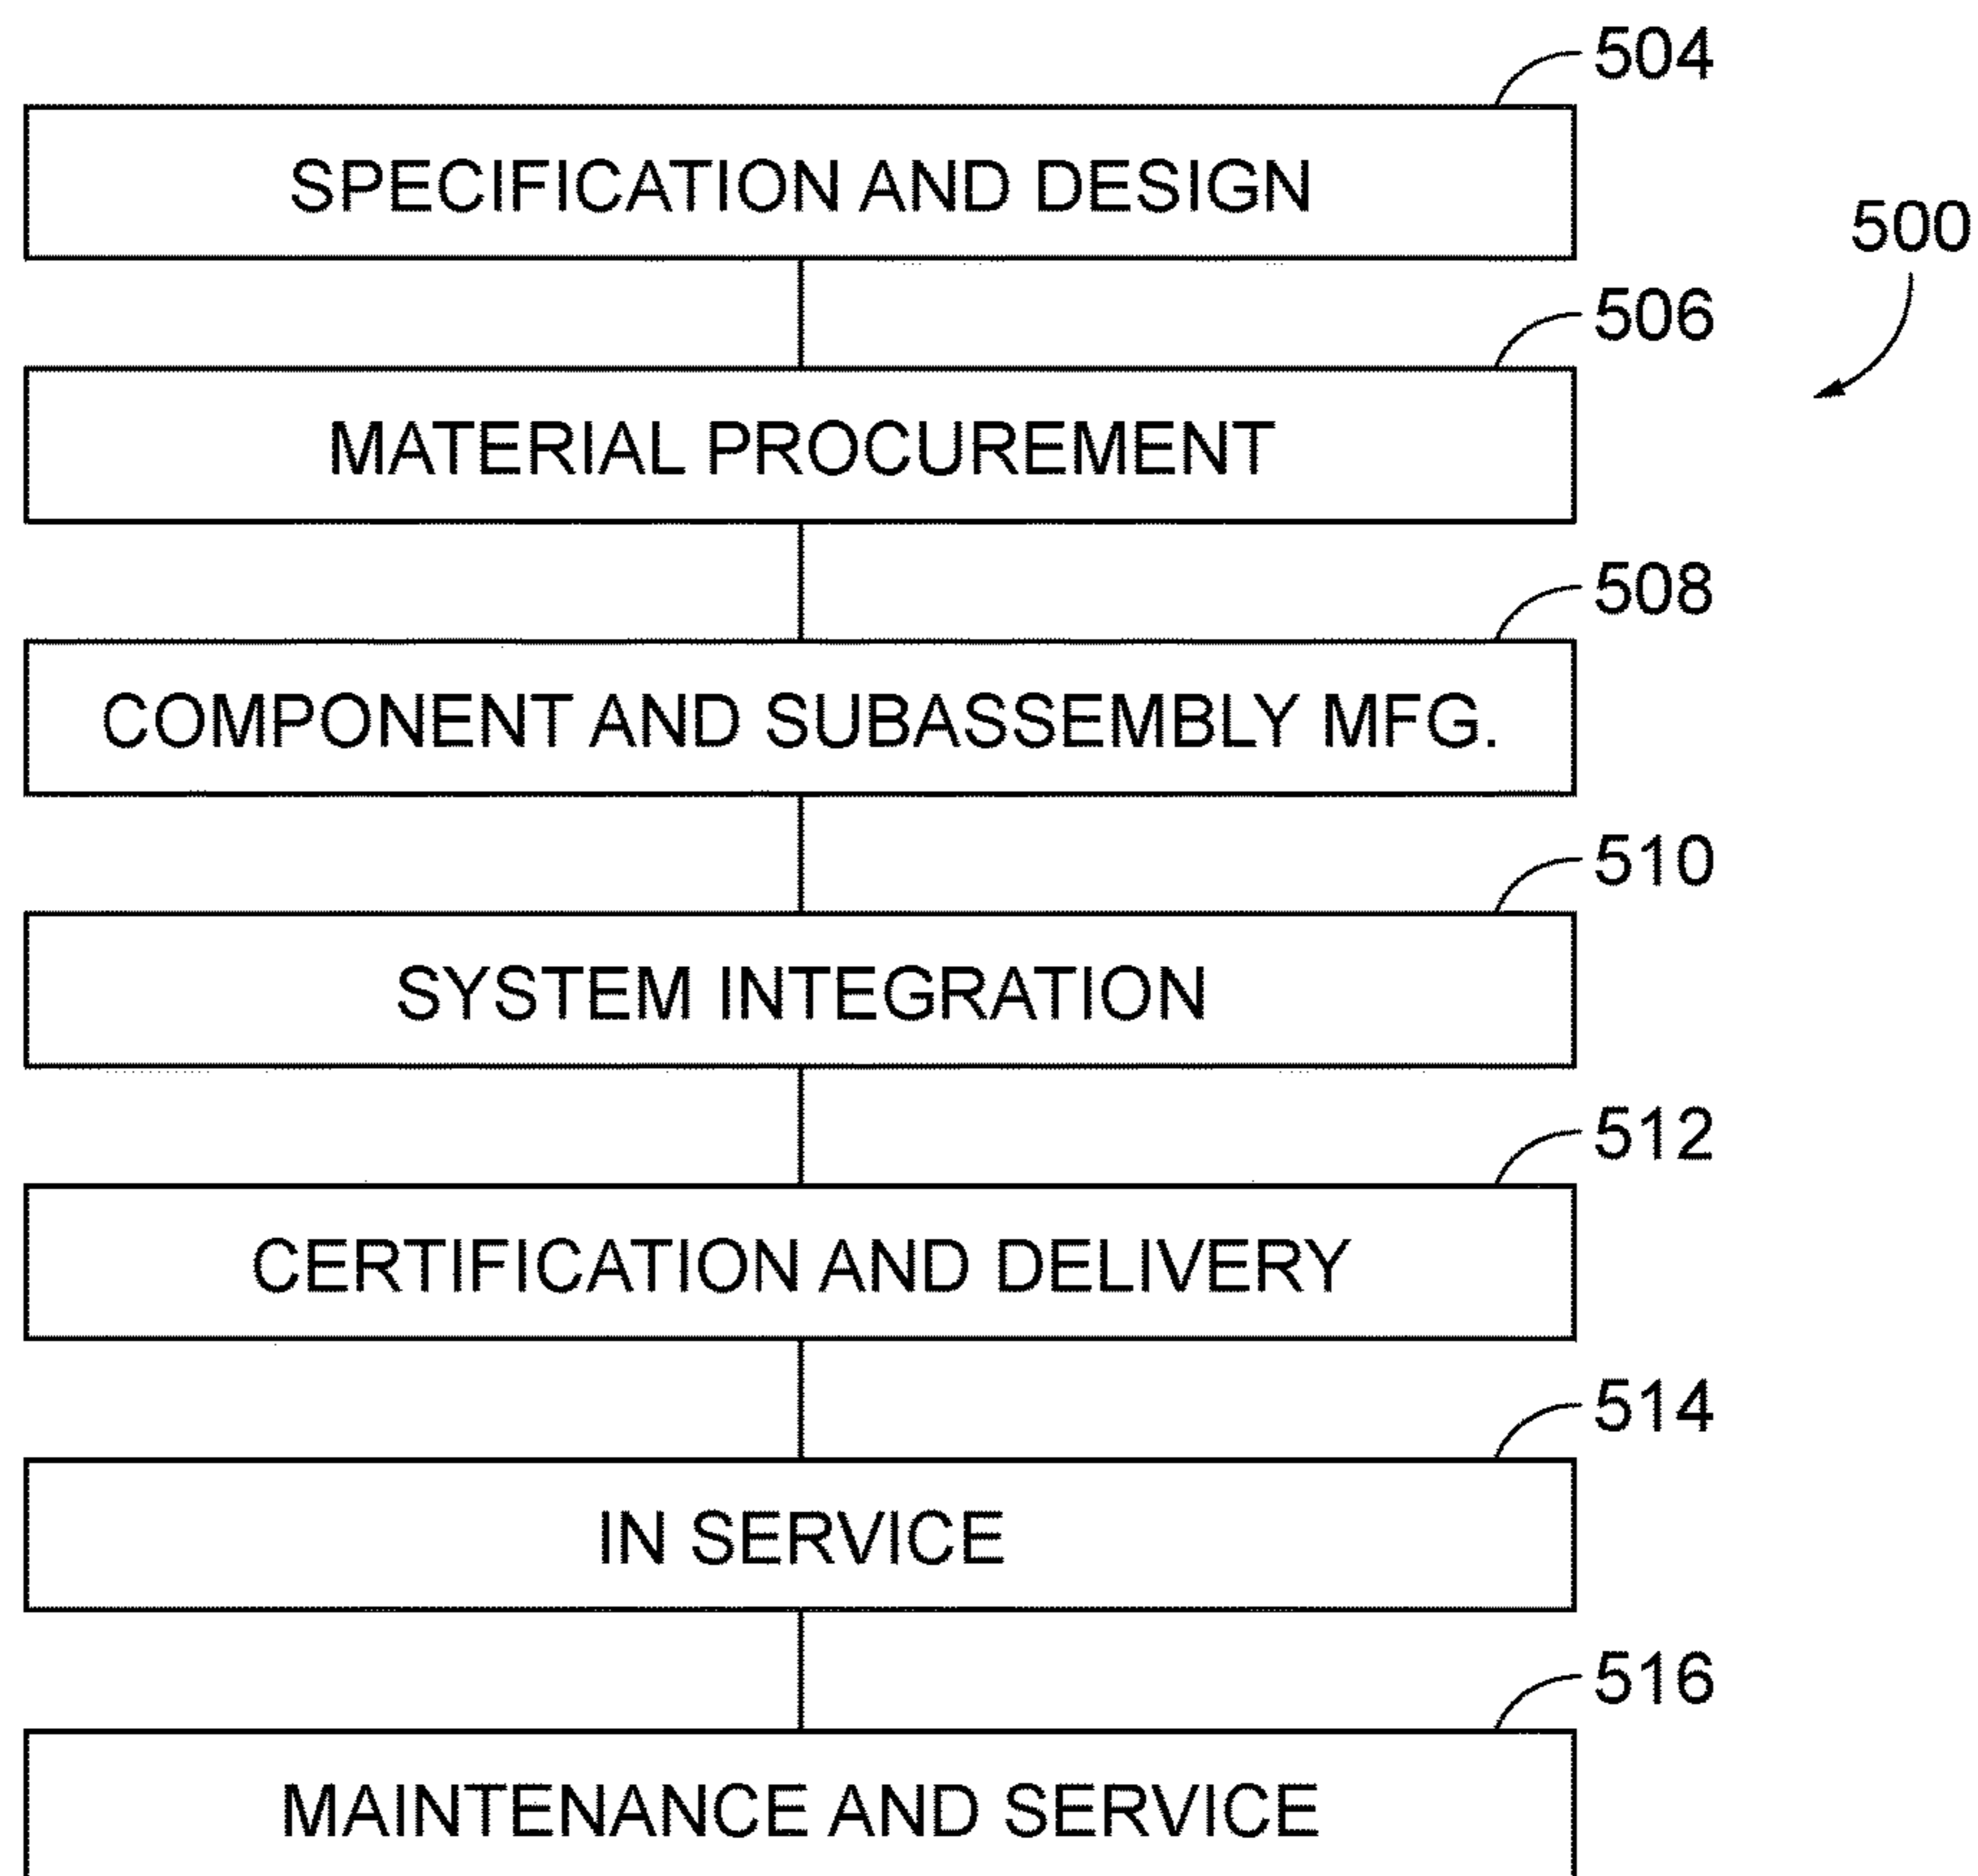 504
SPECIFICATION AND DESIGN
500
506
MATERIAL PROCUREMENT
508
COMPONENT AND SUBASSEMBLY MFG.
510
SYSTEM INTEGRATION
512
CERTIFICATION AND DELIVERY
514
IN SERVICE
516
MAINTENANCE AND SERVICE